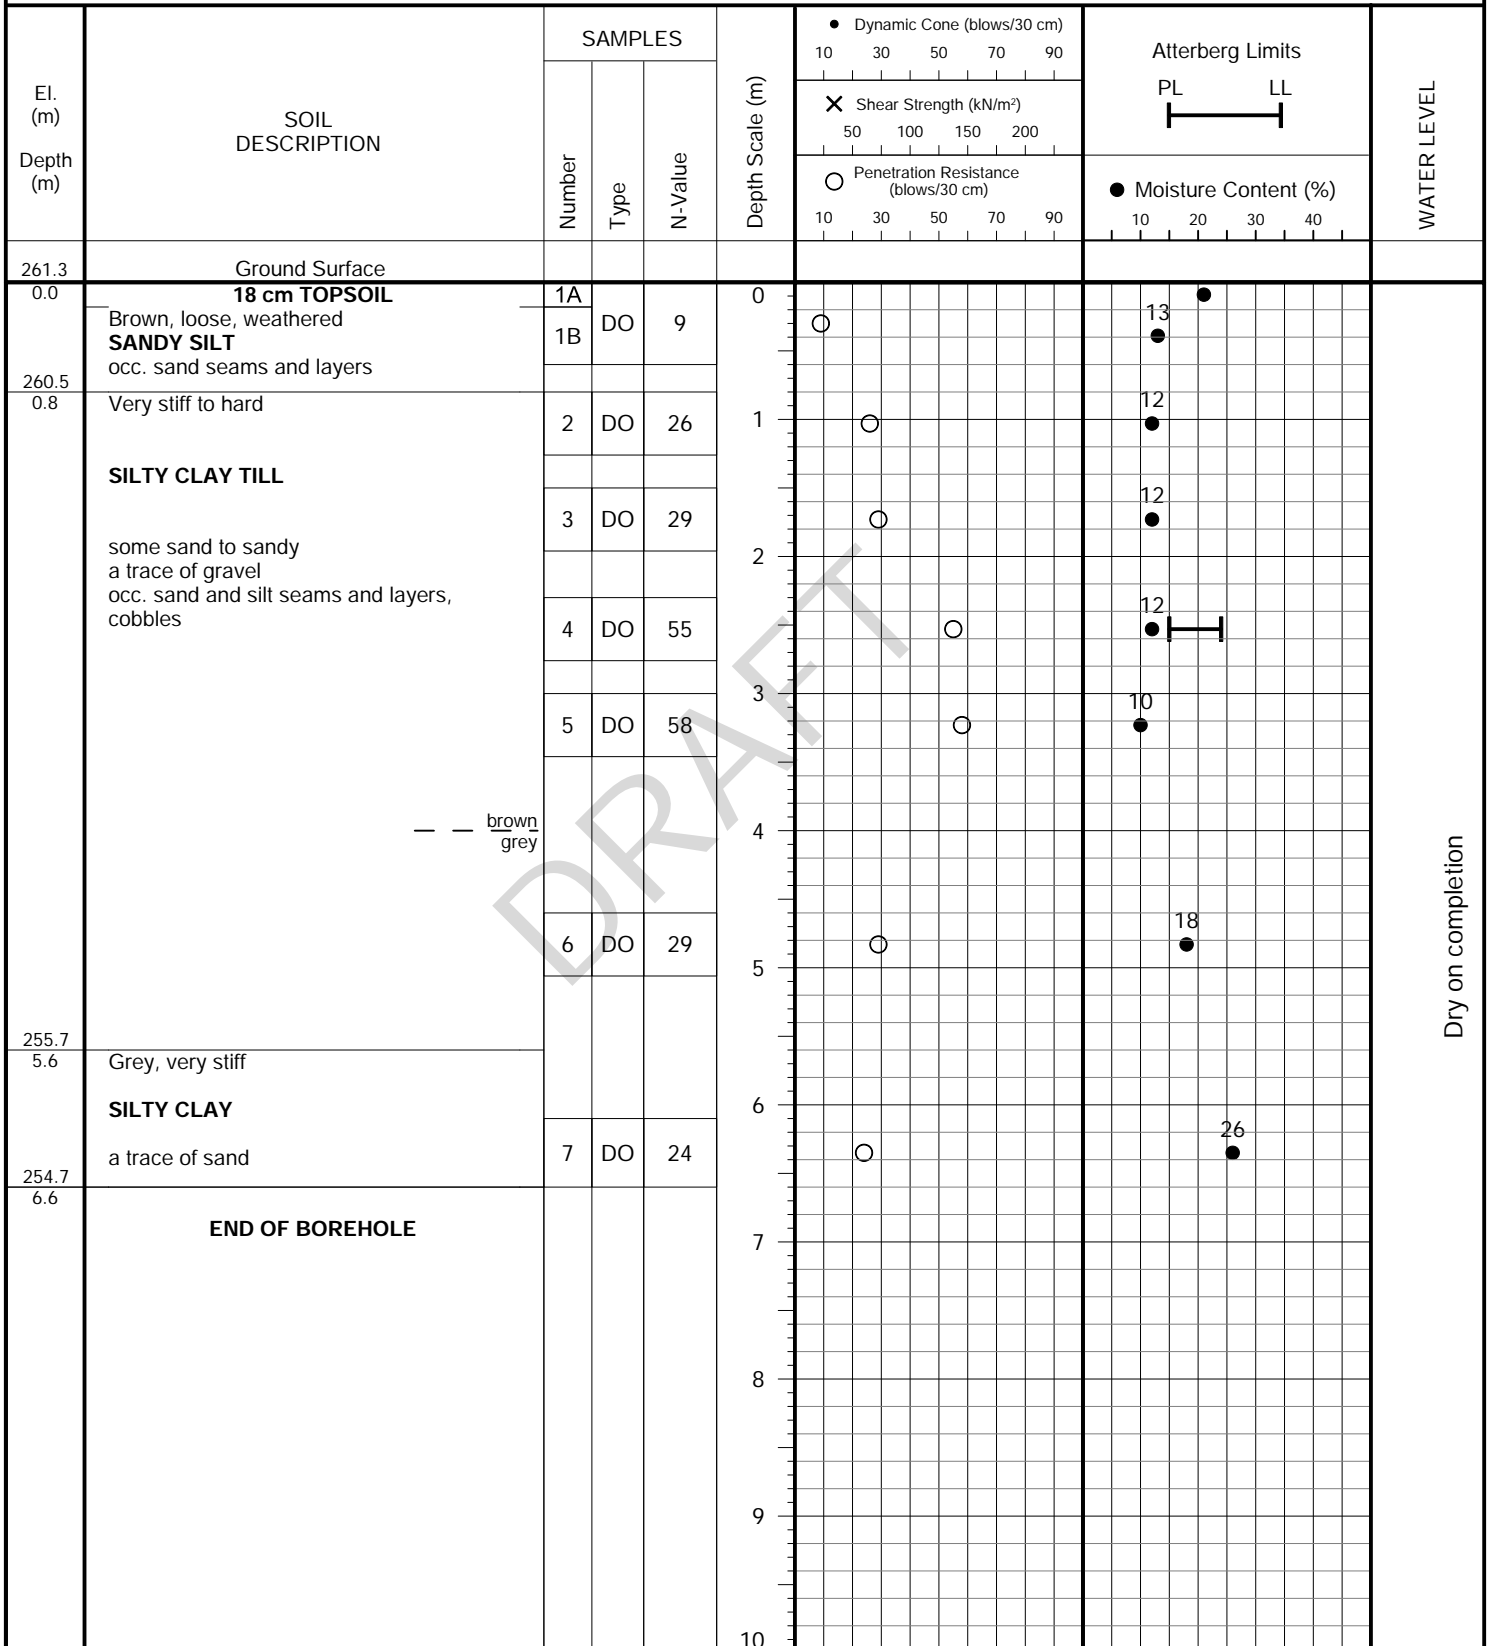 El.
(m)
Depth
(m)
SOIL
DESCRIPTION
SAMPLES
Number
Type
N-Value
Depth Scale (m)
Dynamic Cone (blows/30 cm)
10 30 50 70 90
Shear Strength (kN/m²)
50 100 150 200
Penetration Resistance
(blows/30 cm)
10 30 50 70 90
Atterberg Limits
PL LL
Moisture Content (%)
10 20 30 40
WATER LEVEL
261.3 Ground Surface
0.0 18 cm TOPSOIL 1A 0
Brown, loose, weathered DO 9 13
SANDY SILT 1B
occ. sand seams and layers
260.5
0.8 Very stiff to hard 12
2 DO 26 1
SILTY CLAY TILL
12
3 DO 29
some sand to sandy 2
a trace of gravel
occ. sand and silt seams and layers, 12
cobbles
4 DO 55
3 10
5 DO 58
brown 4
grey
18
6 DO 29
5
Dry on completion
255.7
5.6 Grey, very stiff
SILTY CLAY 6
26
a trace of sand 7 DO 24
254.7
6.6
END OF BOREHOLE 7
8
9
10
DRAFT